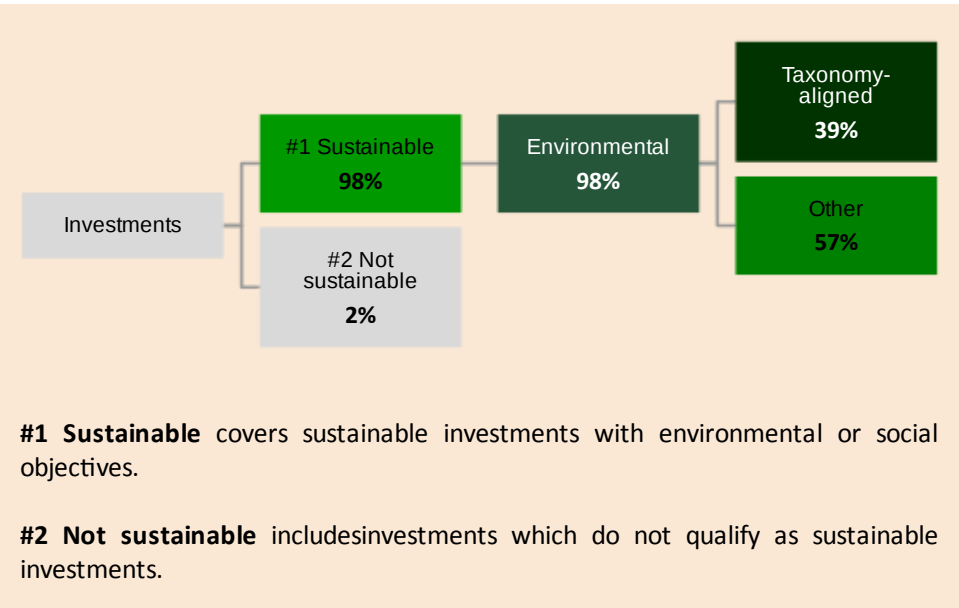 Taxonomy-
aligned
39%
#1 Sustainable
98%
Environmental
98%
Other
57%
Investments
#2 Not
sustainable
2%
#1 Sustainable covers sustainable investments with environmental or social
objectives.
#2 Not sustainable includesinvestments which do not qualify as sustainable
investments.